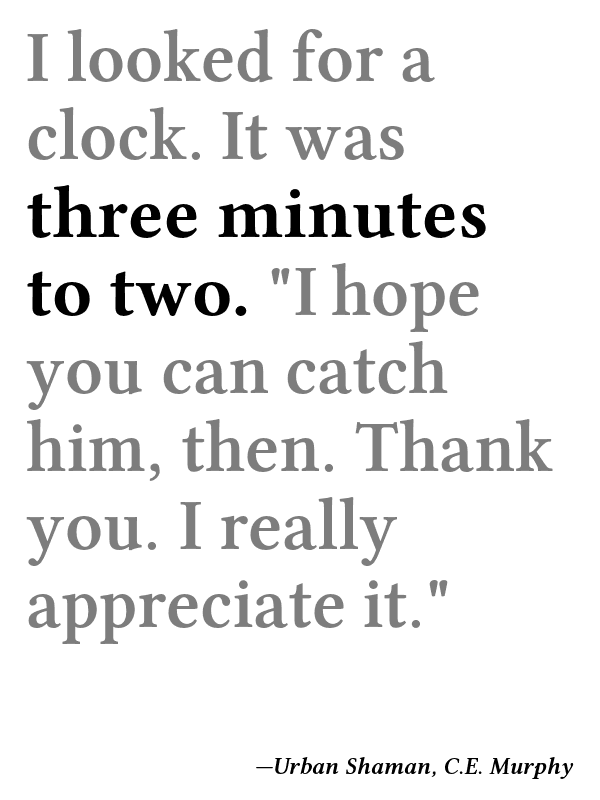 I looked for a
clock. It was
three minutes
to two. "I hope
you can catch
him, then. Thank
you. I really
appreciate it."
—Urban Shaman, C.E. Murphy